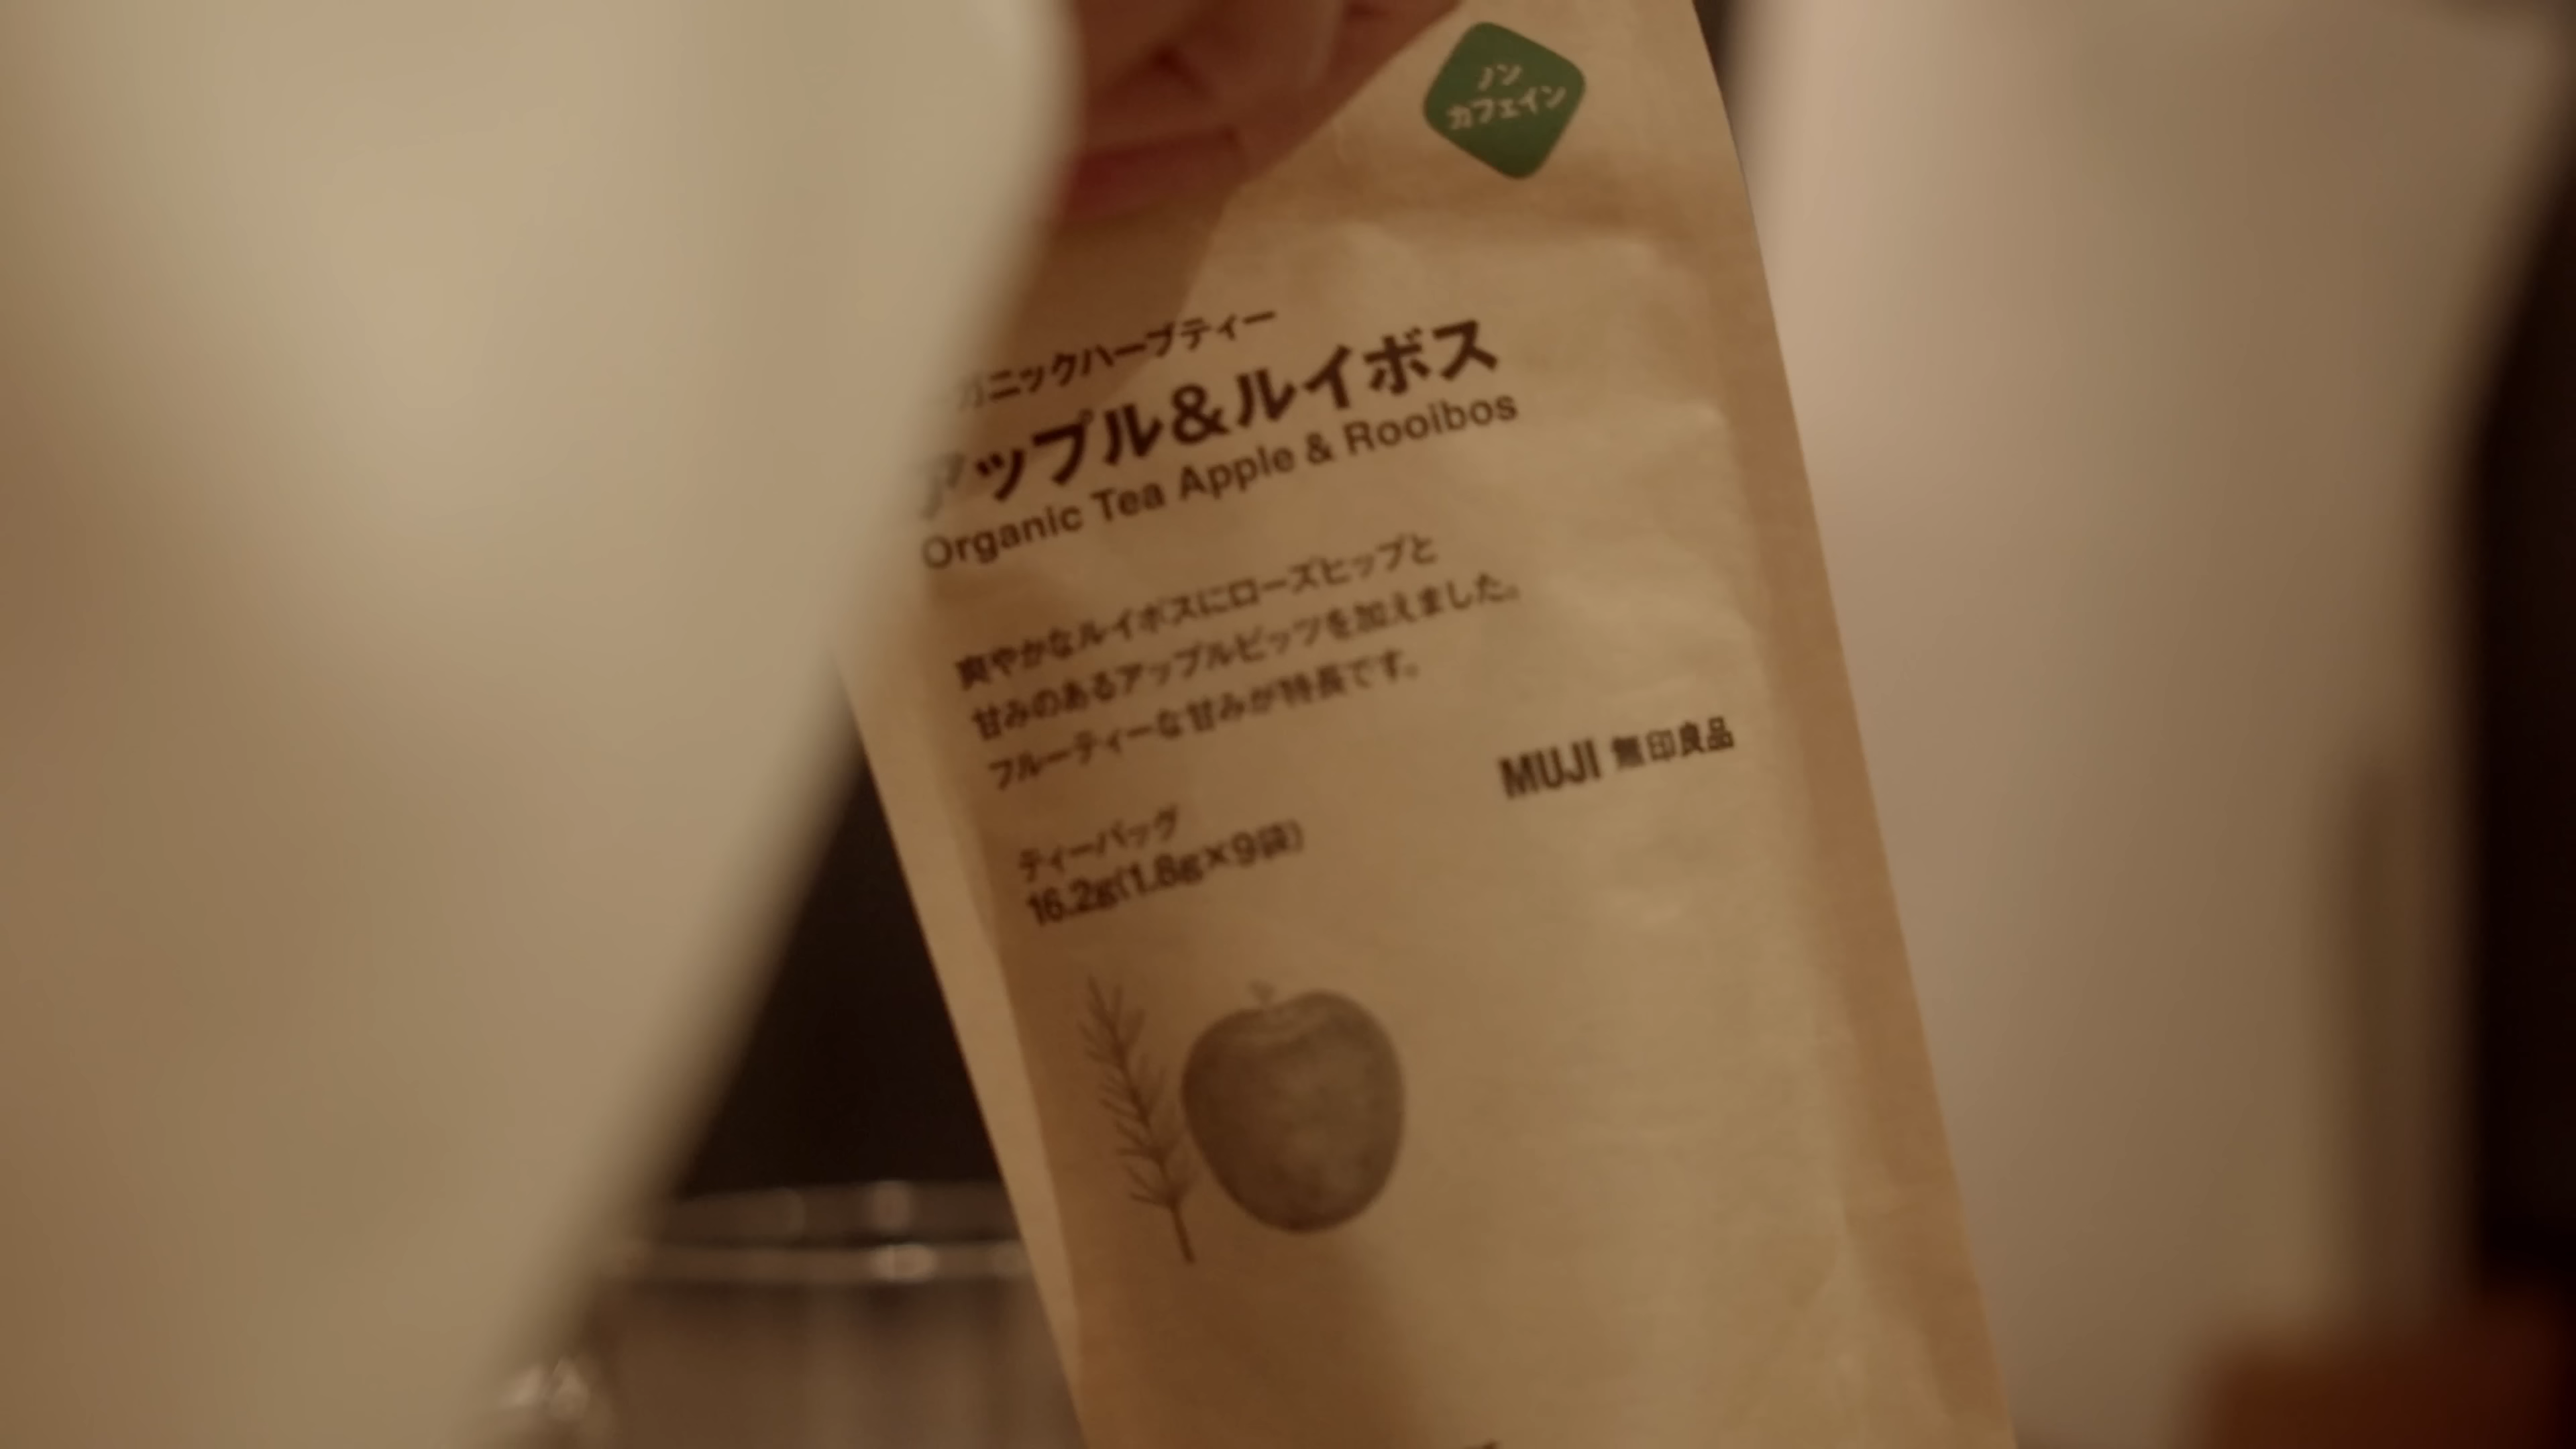 ノン
カフェイン
ガニックハーブティー
アップル&ルイボス
Organic Tea Apple & Rooibos
爽やかなルイボスにローズヒップと
甘みのあるアップルビッツを加えました。
フルーティーな甘みが特長です。
MUJI 無印良品
ティーバッグ
16.2g(1.8g×9袋)